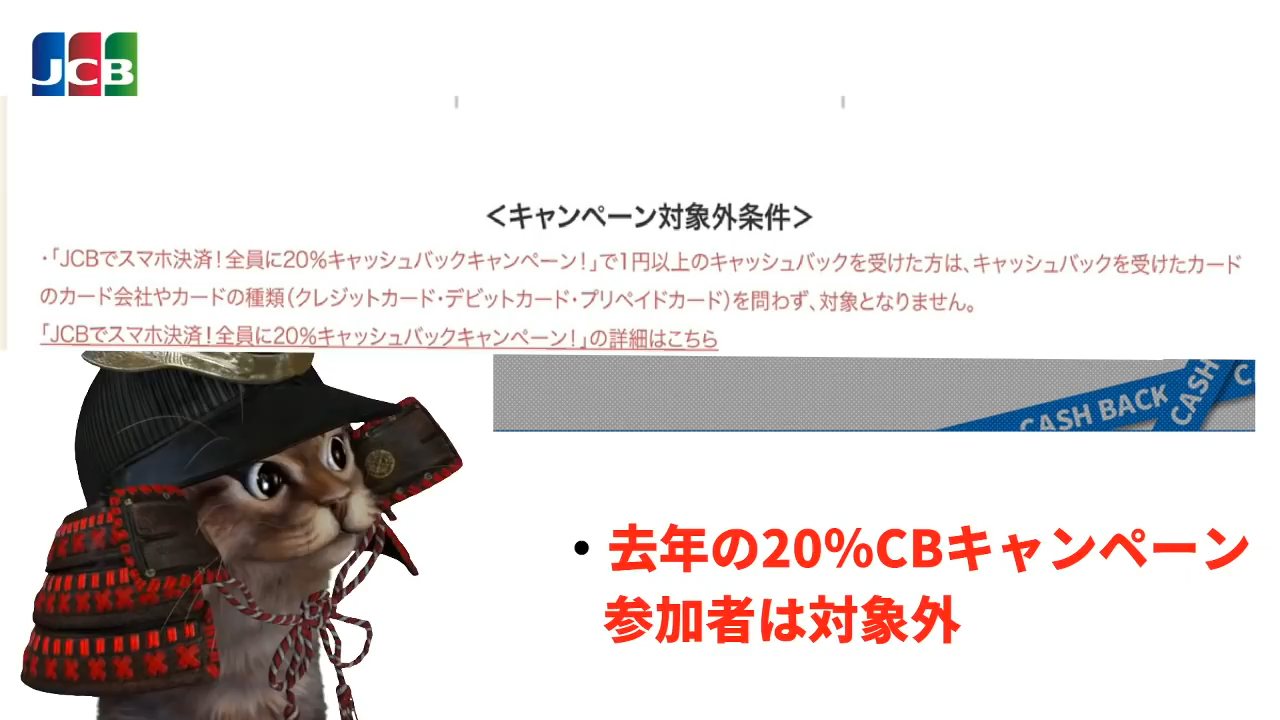 JCB
＜キャンペーン対象外条件＞
・「JCBでスマホ決済！全員に20%キャッシュバックキャンペーン！」で1円以上のキャッシュバックを受けた方は、キャッシュバックを受けたカード
のカード会社やカードの種類（クレジットカード・デビットカード・プリペイドカード）を問わず、対象となりません。
「JCBでスマホ決済！全員に20%キャッシュバックキャンペーン！」の詳細はこちら
CASH BACK
CASH
C
• 去年の20%CBキャンペーン
参加者は対象外